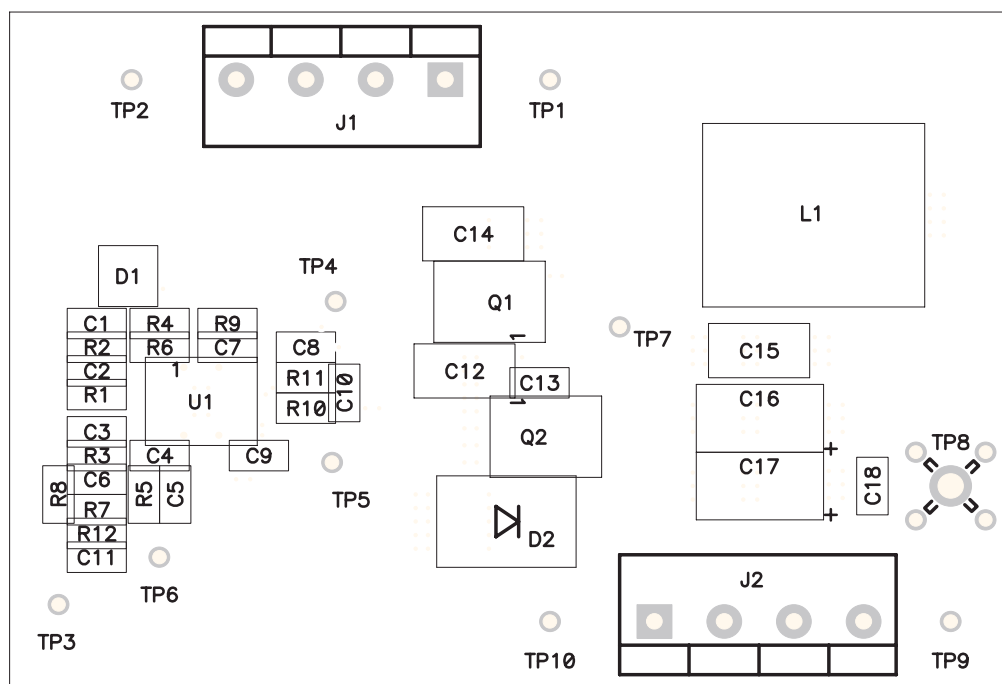 TP2
J1
TP1
L1
C14
D1
TP4
Q1
C1
R4
R9
TP7
1
R2
R6
C7
C8
C15
C2
1
R11
C12
C13
R1
U1
C10
R10
1
C16
C3
Q2
TP8
R3
C4
C9
+
C17
TP5
C6
R8
R5
C5
C18
R7
+
R12
D2
C11
TP6
J2
TP3
TP10
TP9